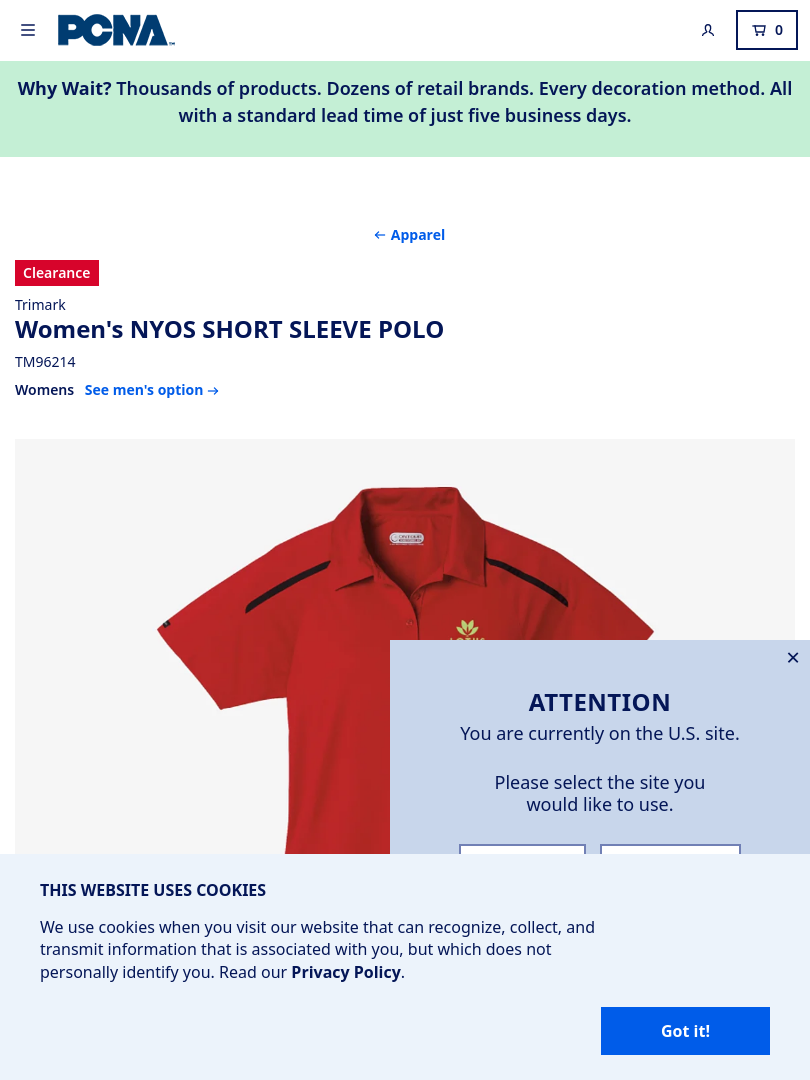 PCNA
0
Why Wait? Thousands of products. Dozens of retail brands. Every decoration method. All
with a standard lead time of just five business days.
← Apparel
Clearance
Trimark
Women's NYOS SHORT SLEEVE POLO
TM96214
Womens See men's option →
ATTENTION
You are currently on the U.S. site.
Please select the site you
would like to use.
THIS WEBSITE USES COOKIES
We use cookies when you visit our website that can recognize, collect, and
transmit information that is associated with you, but which does not
personally identify you. Read our Privacy Policy.
Got it!